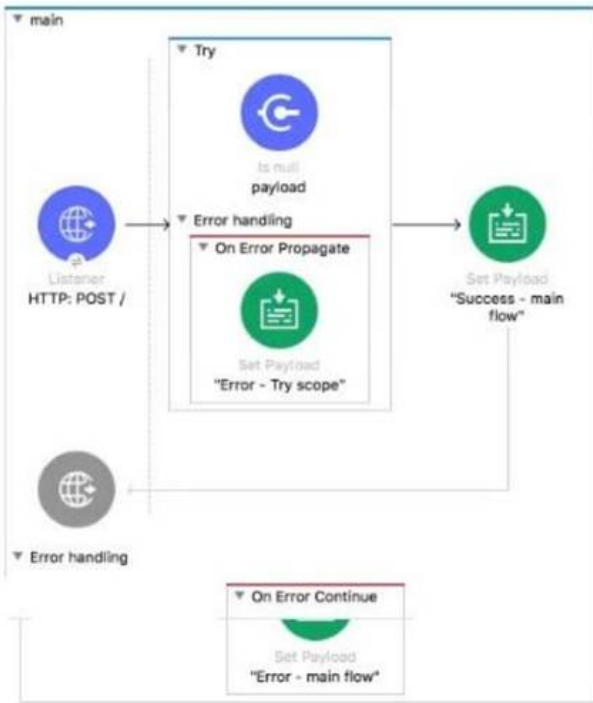 main
Try
Is null
payload
Error handling
On Error Propagate
Set Payload
"Error - Try scope"
Listener
HTTP: POST /
Set Payload
"Success - main
flow"
Error handling
On Error Continue
Set Payload
"Error - main flow"